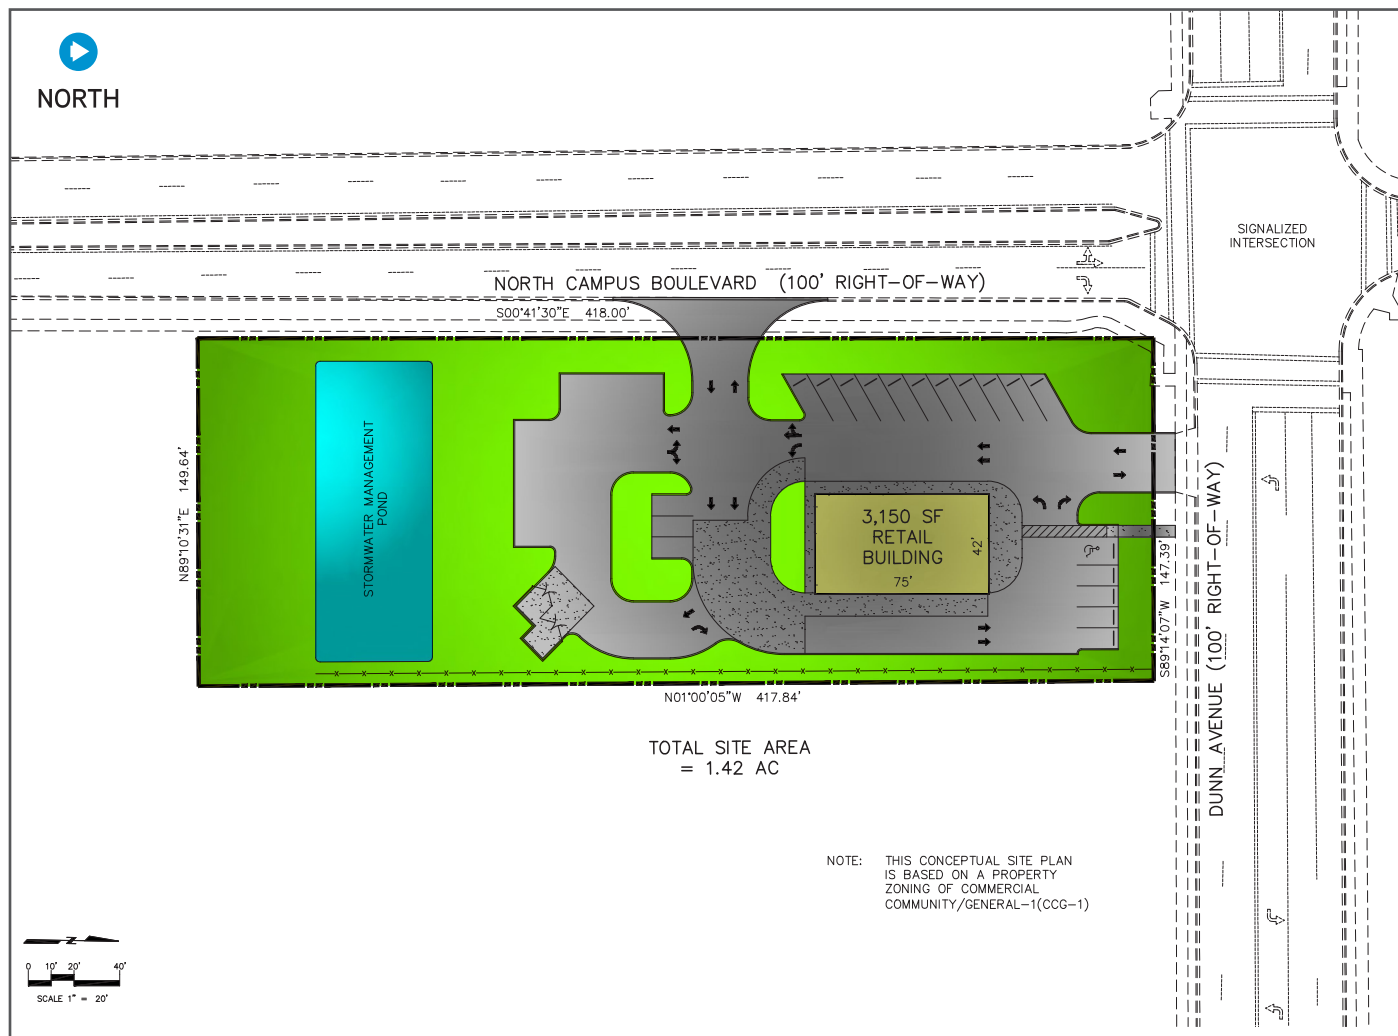 NORTH
SIGNALIZED
INTERSECTION
NORTH CAMPUS BOULEVARD (100' RIGHT-OF-WAY)
S00°41'30"E 418.00'
N89°10'31"E 149.64'
STORMWATER MANAGEMENT
POND
3,150 SF
RETAIL
BUILDING
42'
75'
S89°14'07"W 147.39'
DUNN AVENUE (100' RIGHT-OF-WAY)
N01°00'05"W 417.84'
TOTAL SITE AREA
= 1.42 AC
NOTE: THIS CONCEPTUAL SITE PLAN
IS BASED ON A PROPERTY
ZONING OF COMMERCIAL
COMMUNITY/GENERAL-1(CCG-1)
N
0 10' 20' 40'
SCALE 1" = 20'